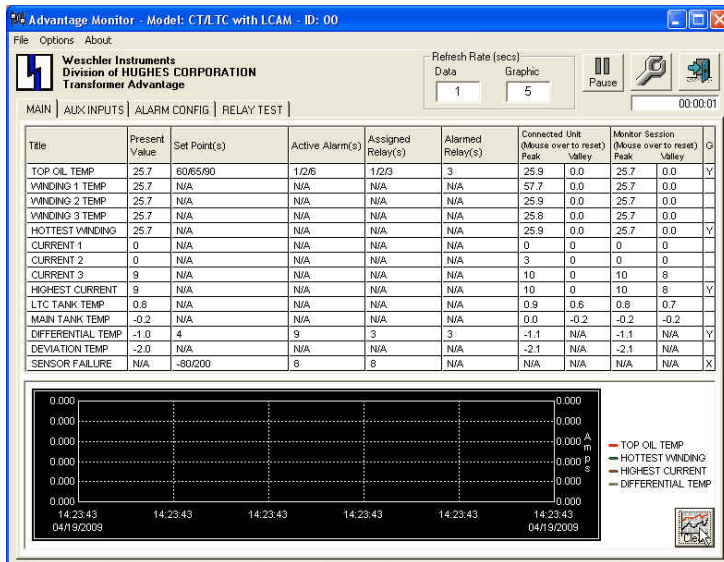 Advantage Monitor - Model: CT/LTC with LCAM - ID: 00
File Options About
Weschler Instruments
Division of HUGHES CORPORATION
Transformer Advantage
Refresh Rate (secs)
Data Graphic
1 5
Pause
00:00:01
MAIN AUX INPUTS ALARM CONFIG RELAY TEST
Title Present Value Set Point(s) Active Alarm(s) Assigned Relay(s) Alarmed Relay(s) Connected Unit (Mouse over to reset) Peak Valley Monitor Session (Mouse over to reset) Peak Valley G
TOP OIL TEMP 25.7 60/65/90 1/2/6 1/2/3 3 25.9 0.0 25.7 0.0 Y
WINDING 1 TEMP 25.7 N/A N/A N/A N/A 57.7 0.0 25.7 0.0
WINDING 2 TEMP 25.7 N/A N/A N/A N/A 25.9 0.0 25.7 0.0
WINDING 3 TEMP 25.7 N/A N/A N/A N/A 25.8 0.0 25.7 0.0
HOTTEST WINDING 25.7 N/A N/A N/A N/A 25.9 0.0 25.7 0.0 Y
CURRENT 1 0 N/A N/A N/A N/A 0 0 0 0
CURRENT 2 0 N/A N/A N/A N/A 3 0 0 0
CURRENT 3 9 N/A N/A N/A N/A 10 0 10 8
HIGHEST CURRENT 9 N/A N/A N/A N/A 10 0 10 8 Y
LTC TANK TEMP 0.8 N/A N/A N/A N/A 0.9 0.6 0.8 0.7
MAIN TANK TEMP -0.2 N/A N/A N/A N/A 0.0 -0.2 -0.2 -0.2
DIFFERENTIAL TEMP -1.0 4 9 3 3 -1.1 N/A -1.1 N/A Y
DEVIATION TEMP -2.0 N/A N/A N/A N/A -2.1 N/A -2.1 N/A
SENSOR FAILURE N/A -80/200 8 8 N/A N/A N/A N/A N/A X
0.000 0.000
0.000 0.000
0.000 0.000
0.000 0.000
0.000 0.000
0.000 0.000
Amps
14:23:43 14:23:43 14:23:43 14:23:43 14:23:43 14:23:43
04/19/2009 04/19/2009
TOP OIL TEMP
HOTTEST WINDING
HIGHEST CURRENT
DIFFERENTIAL TEMP